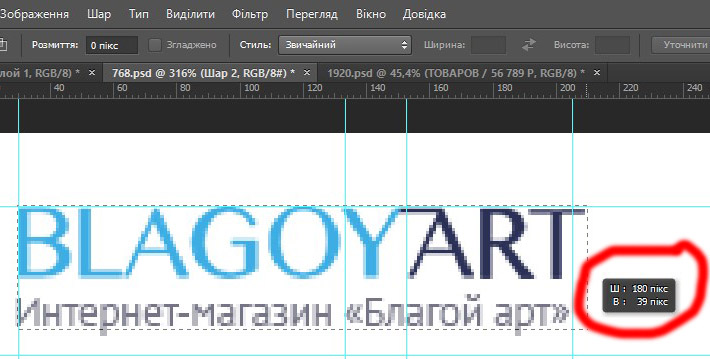 Зображення Шар Тип Виділити Фільтр Перегляд Вікно Довідка
Розмиття: 0 пікс Згладжено Стиль: Звичайний Ширина: Висота: Уточнити
лой 1, RGB/8) * × 768.psd @ 316% (Шар 2, RGB/8#) * × 1920.psd @ 45,4% (ТОВАРОВ / 56 789 Р, RGB/8) * ×
40 60 80 100 120 140 160 180 200 220 240
BLAGOYART
Ш : 180 пікс
В : 39 пікс
Интернет-магазин «Благой арт»